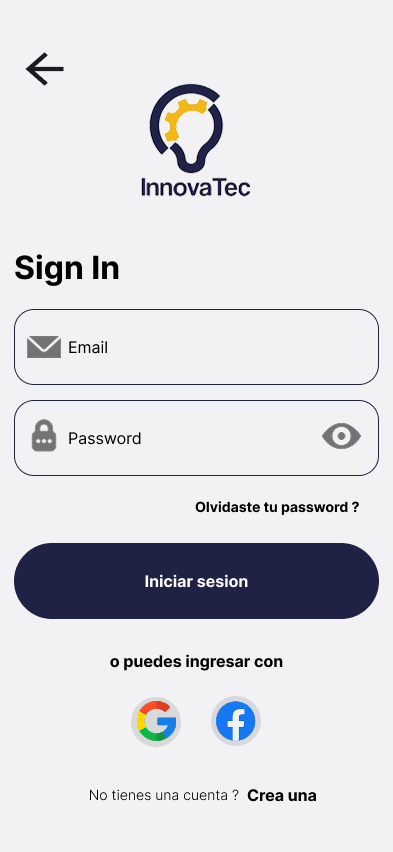 InnovaTec
Sign In
Email
Password
Olvidaste tu password ?
Iniciar sesion
o puedes ingresar con
No tienes una cuenta ? Crea una